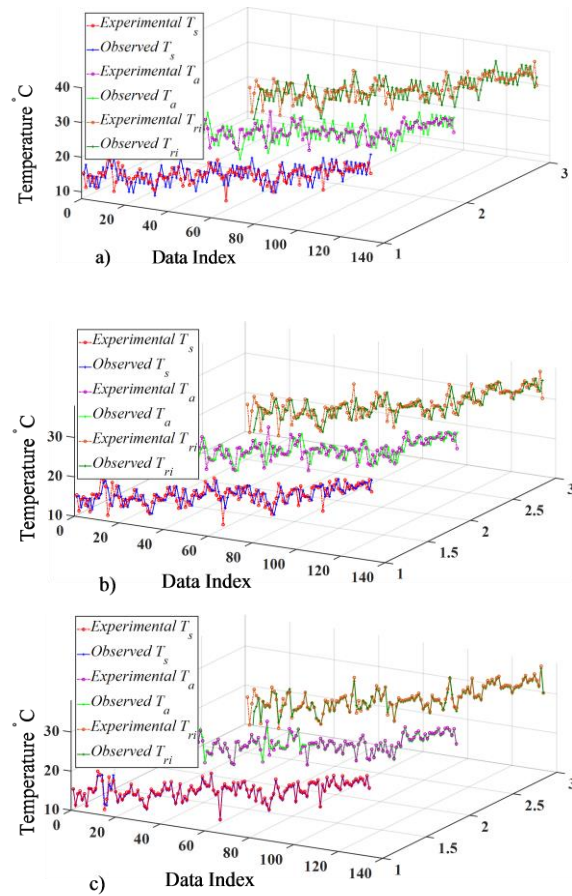 Experimental T_s
Observed T_s
Experimental T_a
Observed T_a
Experimental T_ri
Observed T_ri
Temperature °C
40
30
20
10
0
20
40
60
80
100
120
140
1
2
3
a)
Data Index
Experimental T_s
Observed T_s
Experimental T_a
Observed T_a
Experimental T_ri
Observed T_ri
Temperature °C
30
20
10
0
20
40
60
80
100
120
140
1
1.5
2
2.5
3
b)
Data Index
Experimental T_s
Observed T_s
Experimental T_a
Observed T_a
Experimental T_ri
Observed T_ri
Temperature °C
30
20
10
0
20
40
60
80
100
120
140
1
1.5
2
2.5
3
c)
Data Index